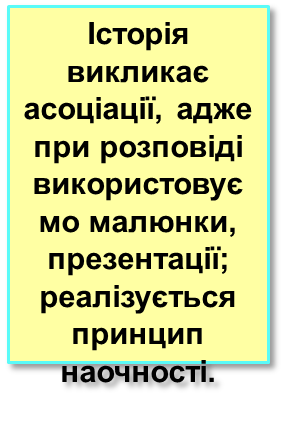 Історія
викликає
асоціації, адже
при розповіді
використовує
мо малюнки,
презентації;
реалізується
принцип
наочності.